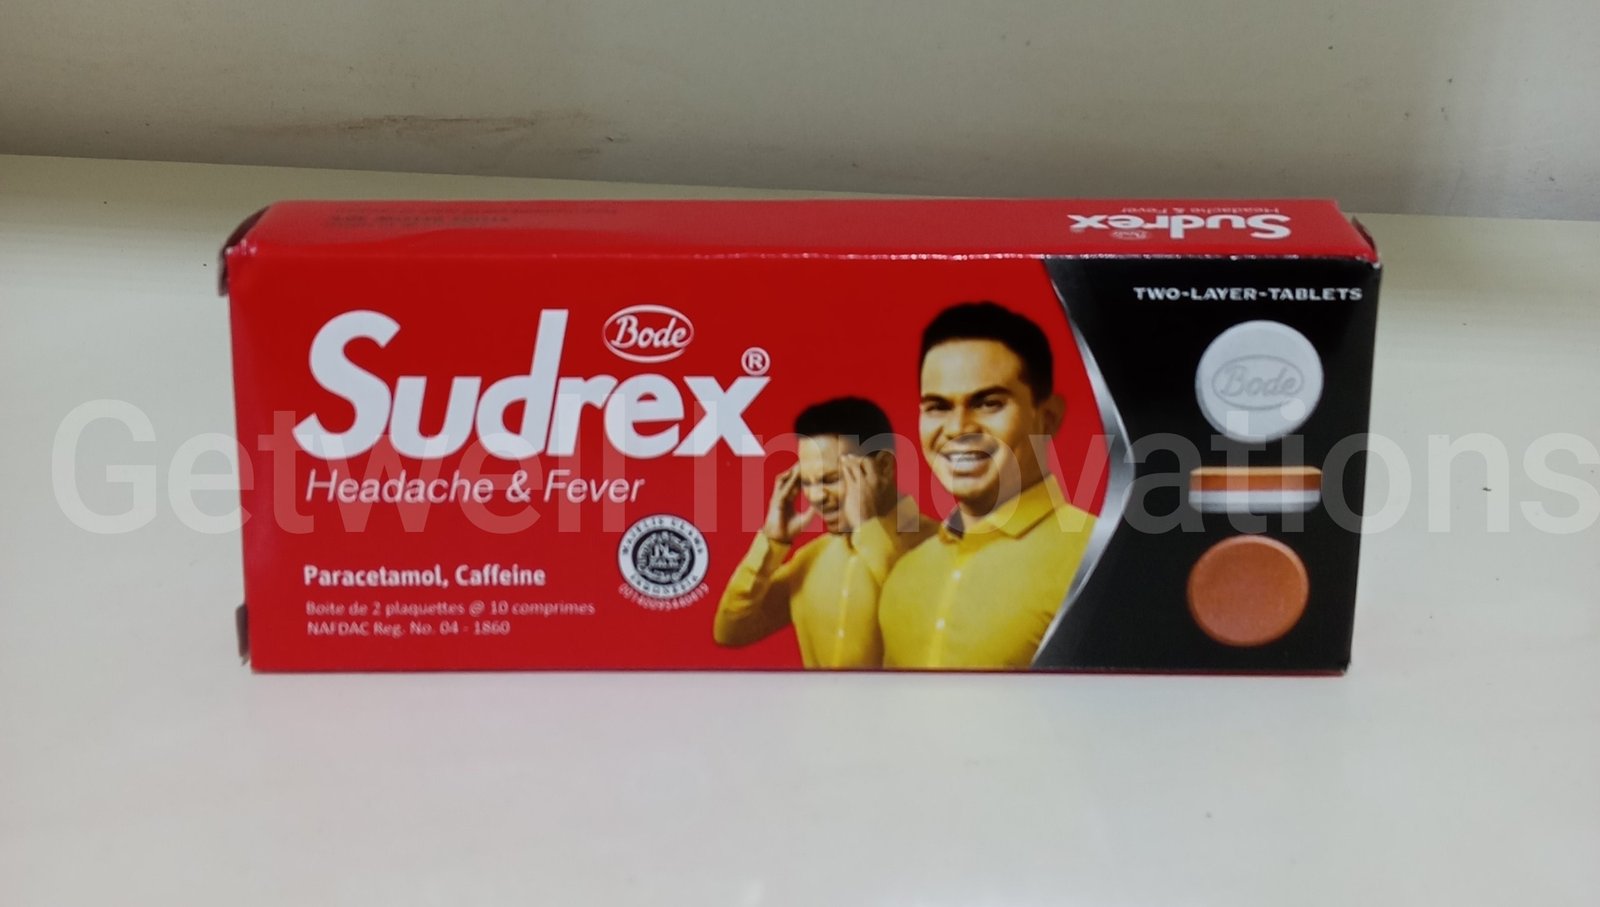 Sudrex
Headache & Fever
TWO-LAYER-TABLETS
Bode
Sudrex®
Headache & Fever
Paracetamol, Caffeine
Boite de 2 plaquettes @ 10 comprimes
NAFDAC Reg. No. 04 - 1860
Bode
Getwell Innovations